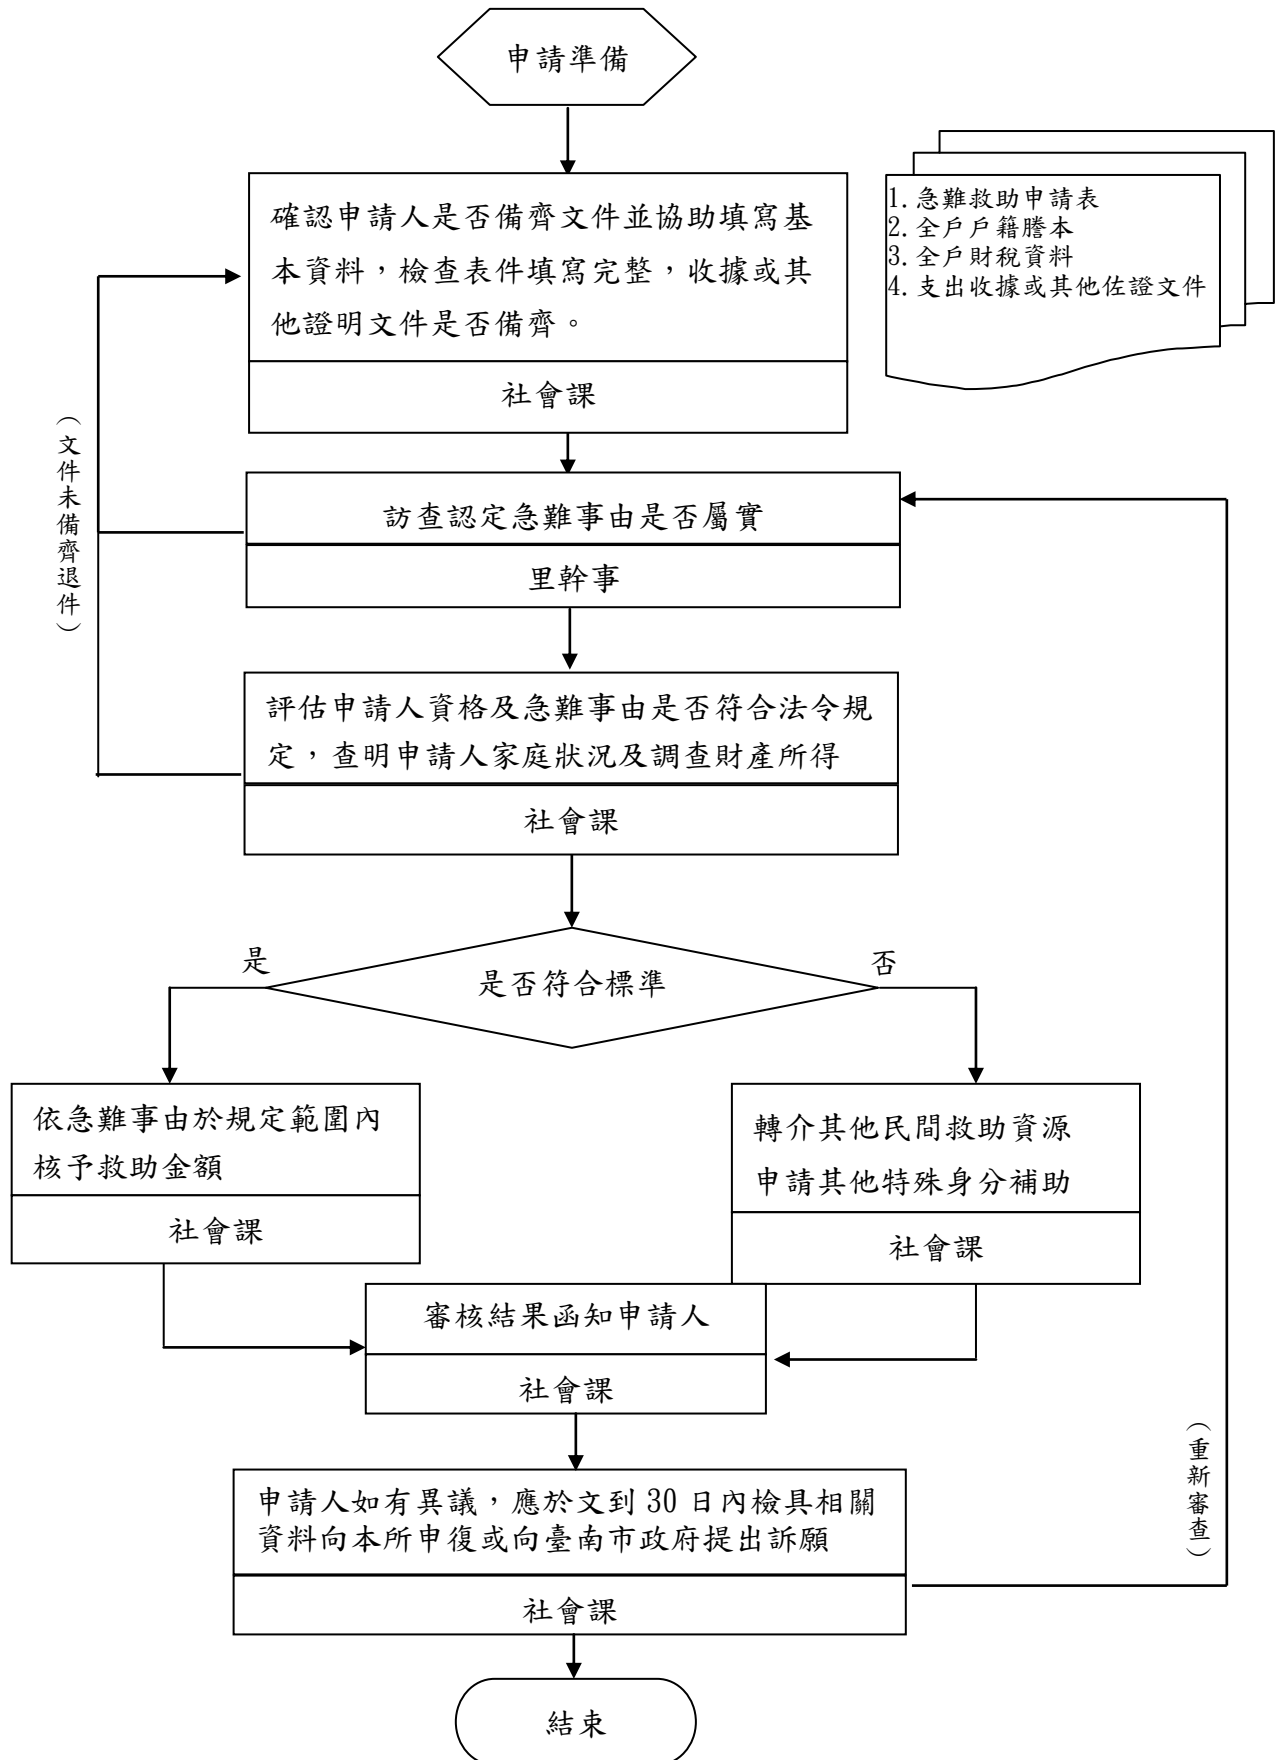 申請準備
1.急難救助申請表
2.全戶戶籍謄本
3.全戶財稅資料
4.支出收據或其他佐證文件
確認申請人是否備齊文件並協助填寫基
本資料，檢查表件填寫完整，收據或其
他證明文件是否備齊。
社會課
（文件未備齊退件）
訪查認定急難事由是否屬實
里幹事
評估申請人資格及急難事由是否符合法令規
定，查明申請人家庭狀況及調查財產所得
社會課
是
是否符合標準
否
依急難事由於規定範圍內
核予救助金額
社會課
轉介其他民間救助資源
申請其他特殊身分補助
社會課
審核結果函知申請人
社會課
（重新審查）
申請人如有異議，應於文到 30 日內檢具相關
資料向本所申復或向臺南市政府提出訴願
社會課
結束